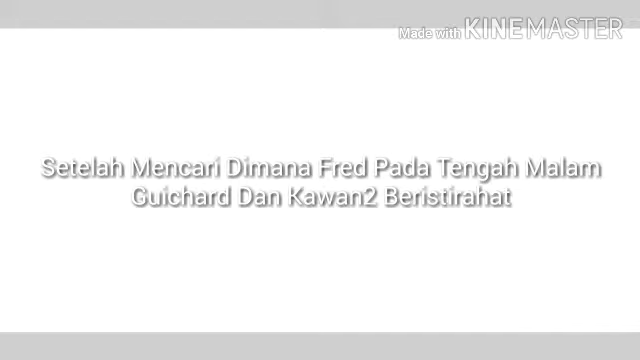 Made with KINEMASTER
Setelah Mencari Dimana Fred Pada Tengah Malam
Guichard Dan Kawan2 Beristirahat